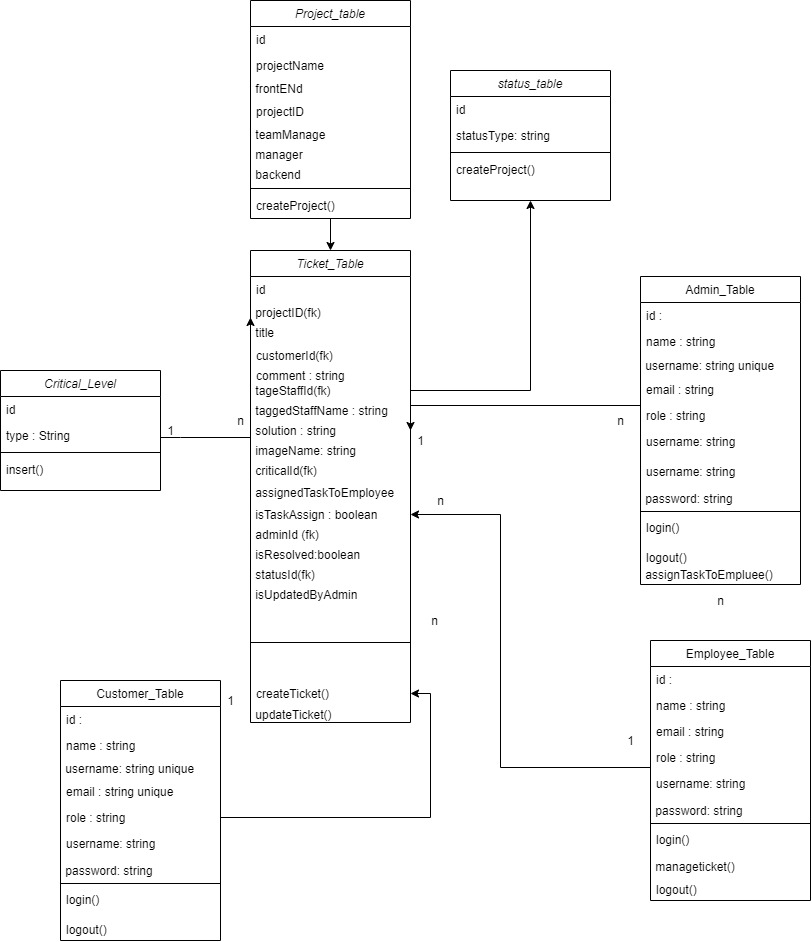 Project_table
id
projectName
frontENd
projectID
teamManage
manager
backend
createProject()
status_table
id
statusType: string
createProject()
Ticket_Table
id
projectID(fk)
title
customerId(fk)
comment : string
tageStaffId(fk)
taggedStaffName : string
solution : string
imageName: string
criticalId(fk)
assignedTaskToEmployee
isTaskAssign : boolean
adminId (fk)
isResolved:boolean
statusId(fk)
isUpdatedByAdmin
createTicket()
updateTicket()
Critical_Level
id
type : String
insert()
1
n
Admin_Table
id :
name : string
username: string unique
email : string
role : string
username: string
username: string
password: string
login()
logout()
assignTaskToEmpluee()
n
1
n
n
n
Employee_Table
id :
name : string
email : string
role : string
username: string
password: string
login()
manageticket()
logout()
1
Customer_Table
id :
name : string
username: string unique
email : string unique
role : string
username: string
password: string
login()
logout()
1